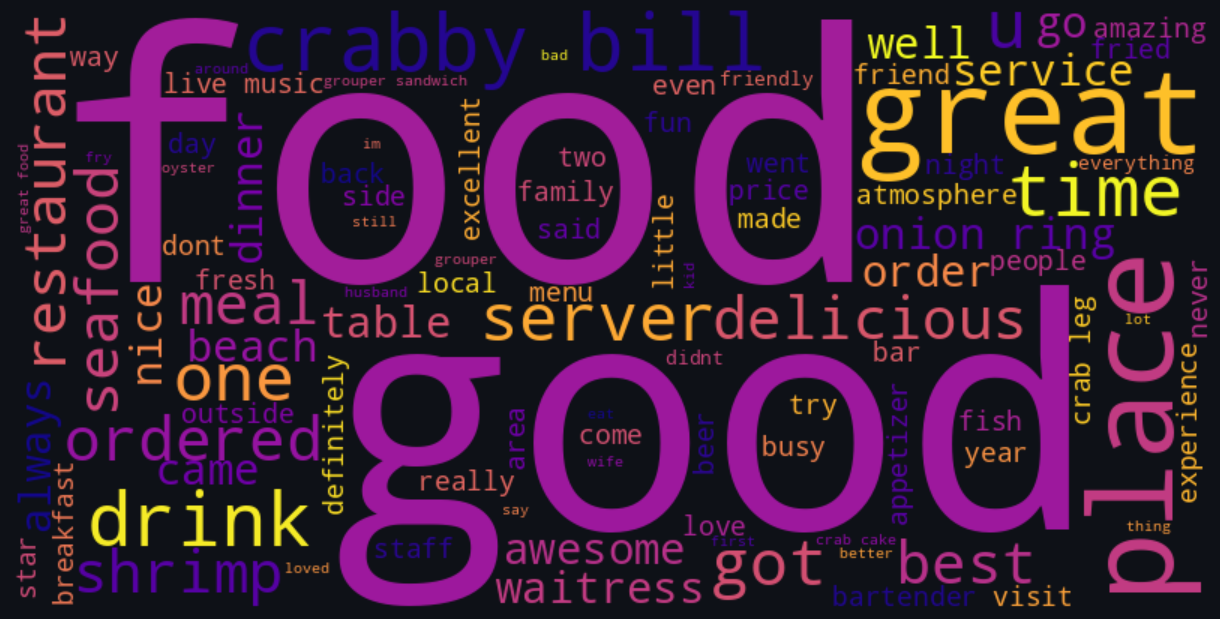 food
good
crabby bill
great
place
restaurant
seafood
server
delicious
time
drink
shrimp
ordered
one
meal
table
beach
nice
dinner
always
got
best
awesome
waitress
well
service
u
go
amazing
fried
friend
even
friendly
bad
live music
around
grouper sandwich
way
day
fry
oyster
great food
dont
fresh
husband
local
menu
grouper
excellent
little
kid
fun
im
back
side
still
two
family
said
went
price
made
night
everything
atmosphere
onion ring
order
people
never
lot
crab leg
experience
thing
bar
didnt
outside
came
definitely
breakfast
star
loved
staff
really
say
area
eat
come
wife
beer
try
busy
appetizer
fish
year
love
first
crab cake
better
bartender
visit